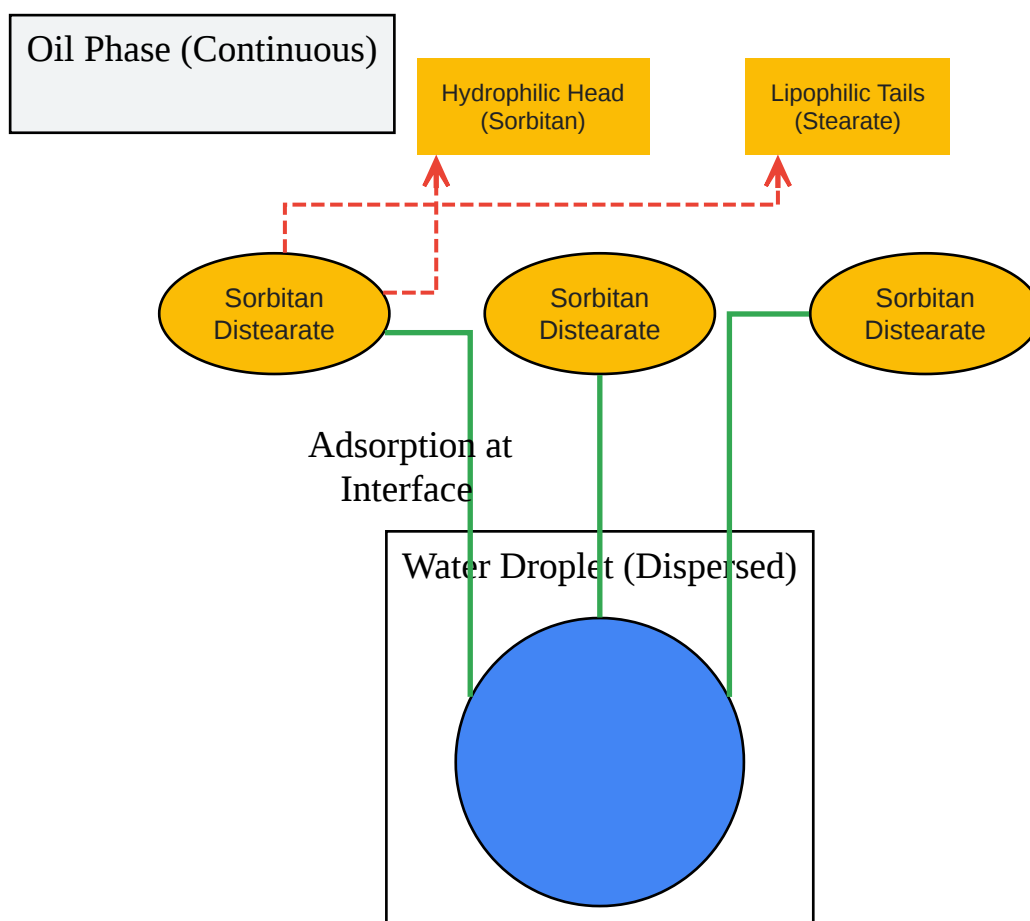 Oil Phase (Continuous)
Hydrophilic Head
(Sorbitan)
Lipophilic Tails
(Stearate)
Sorbitan
Distearate
Sorbitan
Distearate
Sorbitan
Distearate
Adsorption at
Interface
Water Droplet (Dispersed)